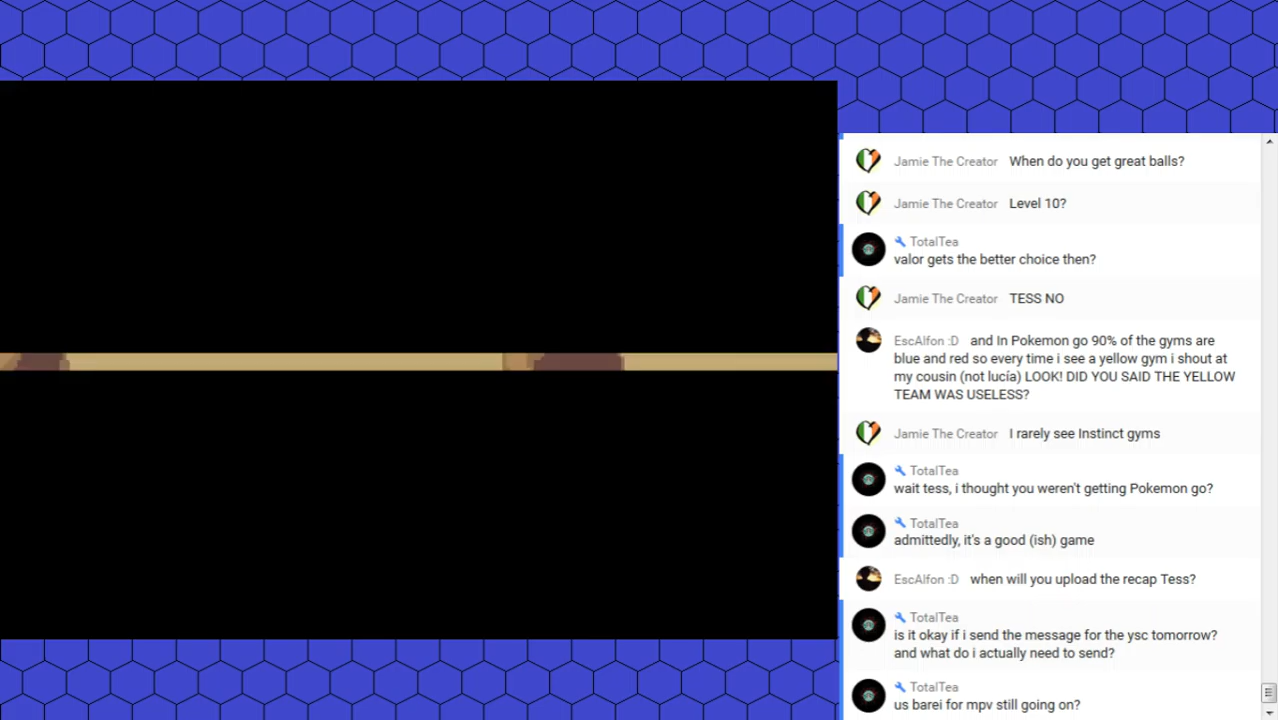 Jamie The Creator When do you get great balls?
Jamie The Creator Level 10?
TotalTea
valor gets the better choice then?
Jamie The Creator TESS NO
EscAlfon :D and In Pokemon go 90% of the gyms are
blue and red so every time i see a yellow gym i shout at
my cousin (not lucía) LOOK! DID YOU SAID THE YELLOW
TEAM WAS USELESS?
Jamie The Creator I rarely see Instinct gyms
TotalTea
wait tess, i thought you weren't getting Pokemon go?
TotalTea
admittedly, it's a good (ish) game
EscAlfon :D when will you upload the recap Tess?
TotalTea
is it okay if i send the message for the ysc tomorrow?
and what do i actually need to send?
TotalTea
us barei for mpv still going on?